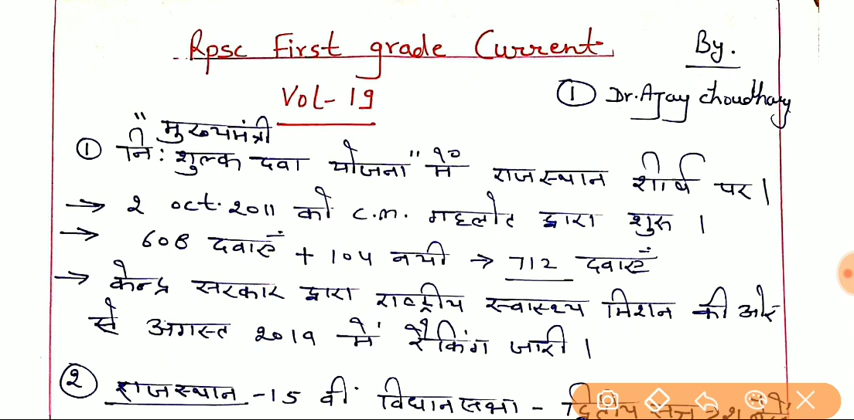 Rpsc First grade Current
By.
Vol-19
① Dr. Ajay choudhary
① "मुख्यमंत्री
नि: शुल्क दवा योजना" में राजस्थान शीर्ष पर।
→ 2 oct. 2011 को C.M. गहलोत द्वारा शुरू।
→ 608 दवाएं + 104 नयी → 712 दवाएं
→ केन्द्र सरकार द्वारा राष्ट्रीय स्वास्थ्य मिशन की ओर
से अगस्त 2019 में रैंकिंग जारी।
② राजस्थान - 15 वीं विधानसभा -